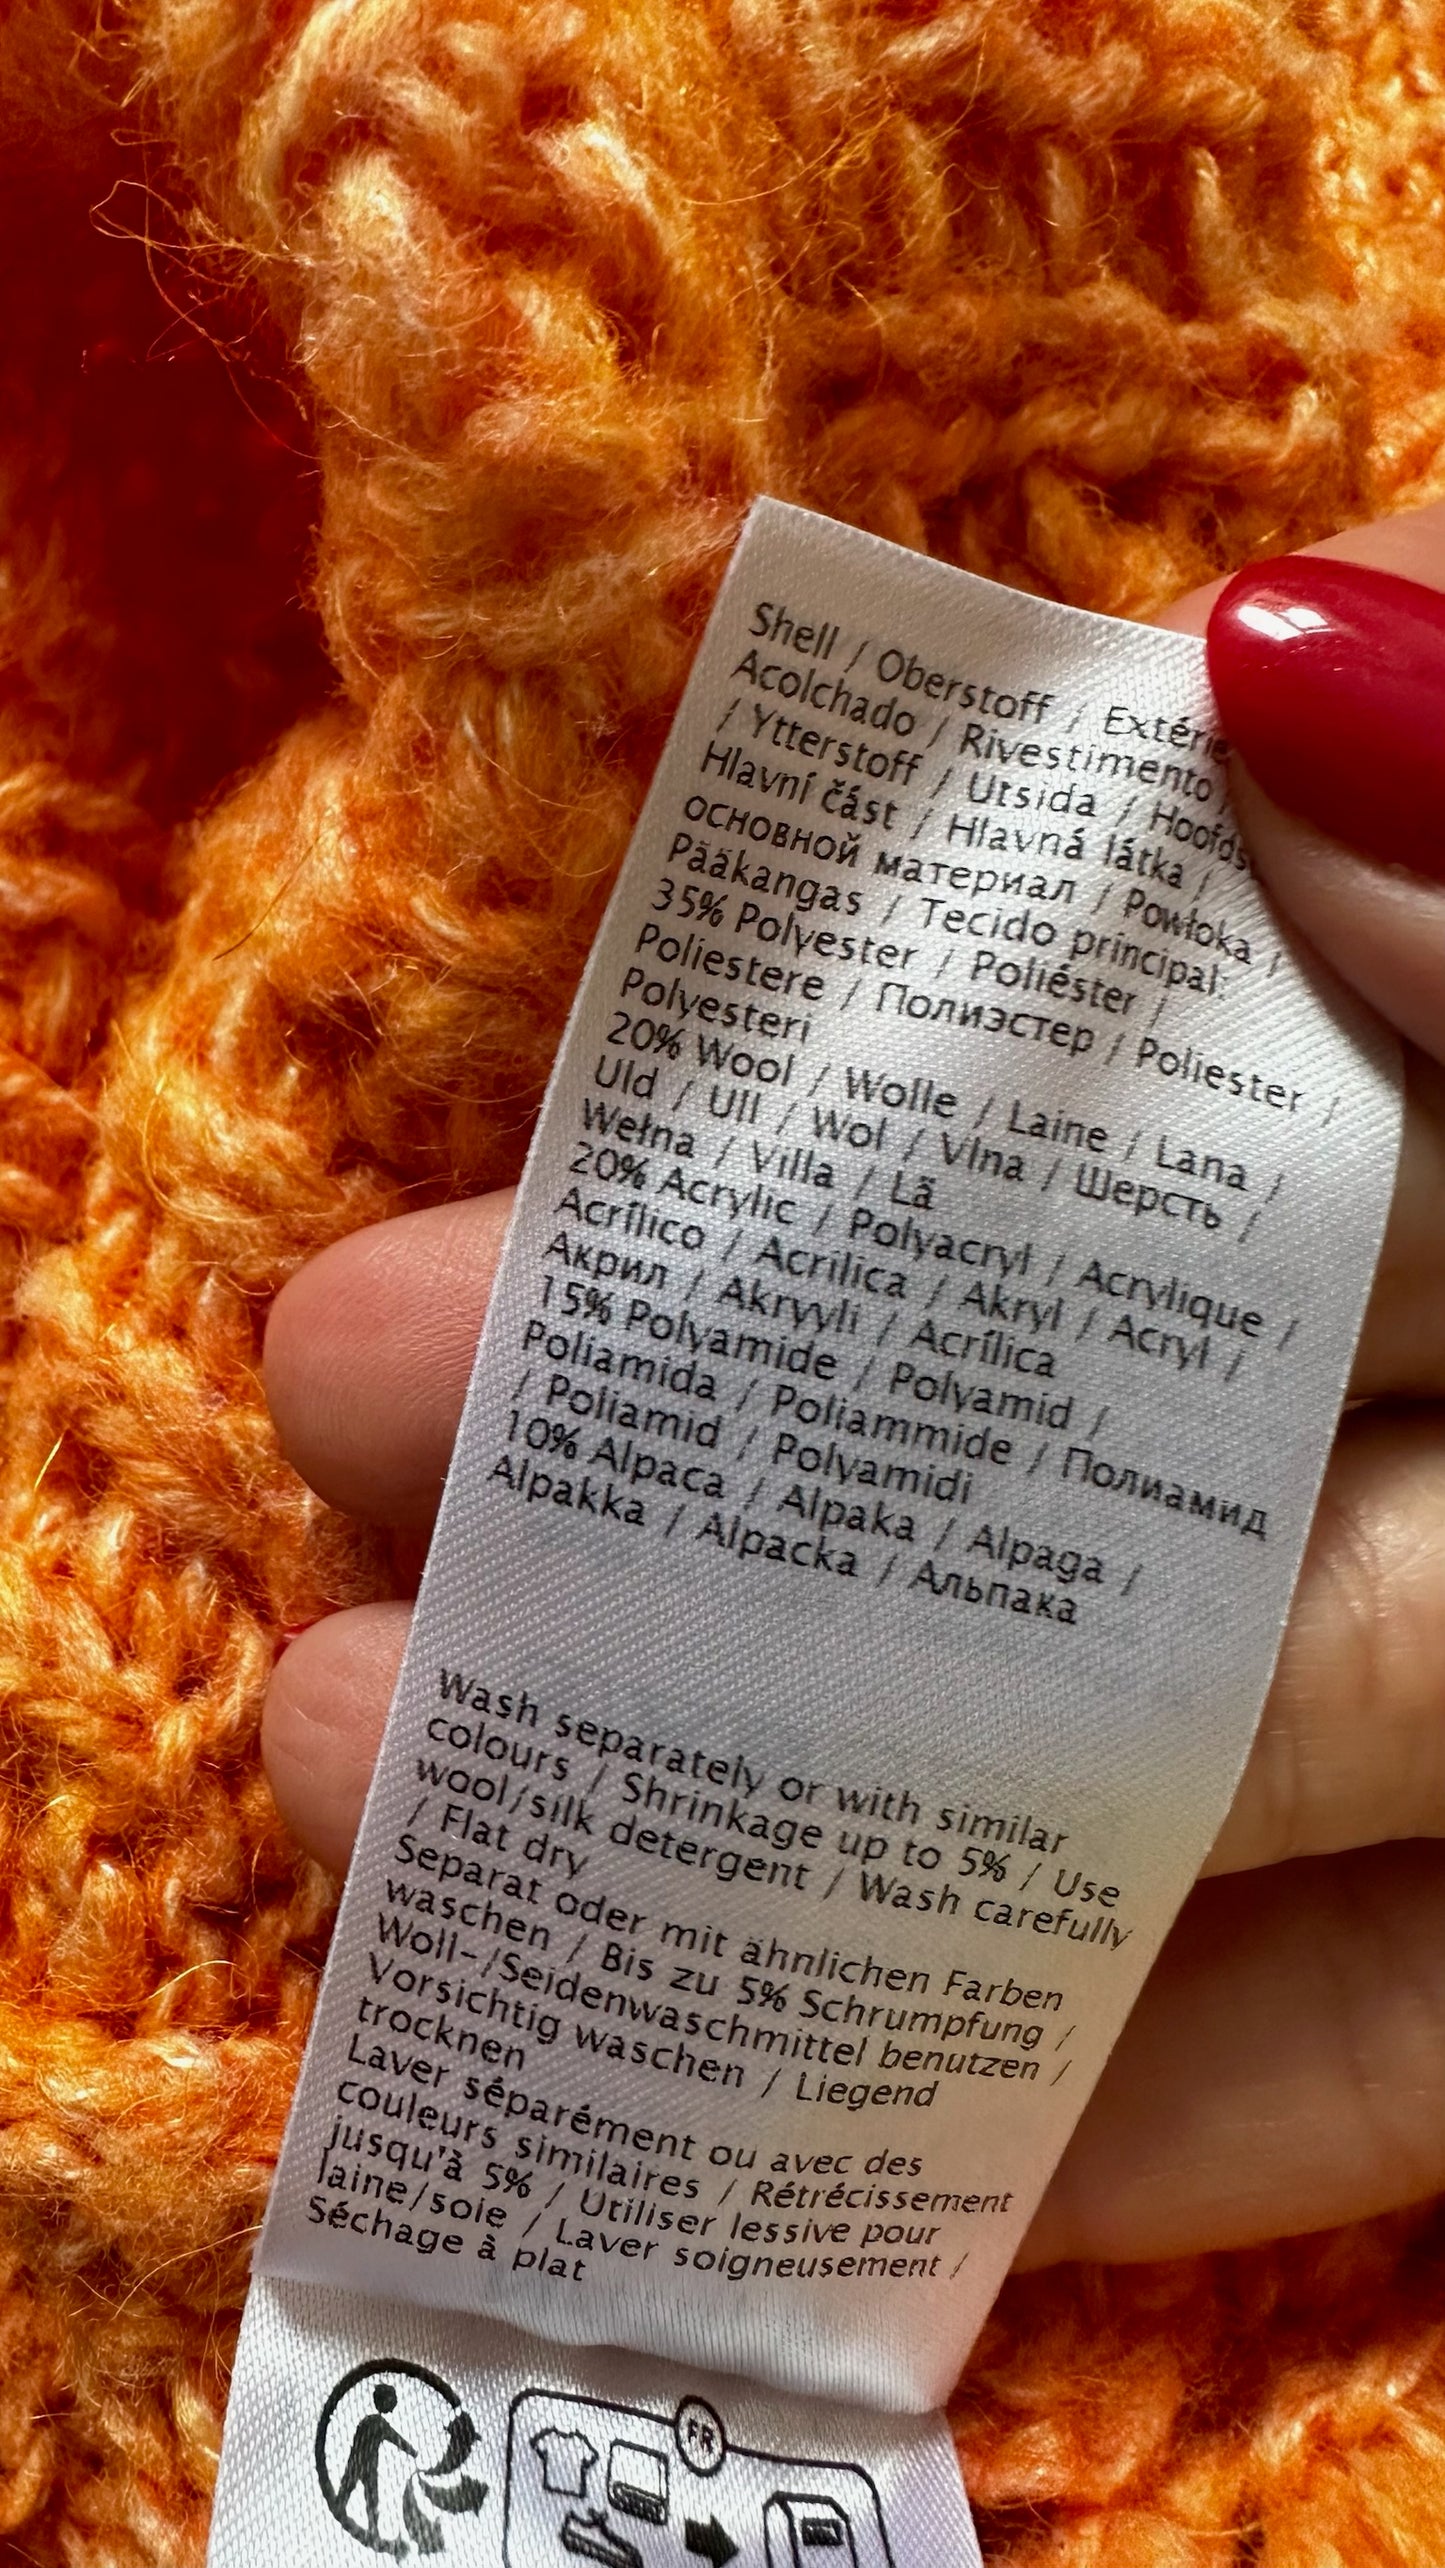 Shell / Oberstoff /
Acolchado / Rivestimento /
/ Ytterstoff / Utsida /
Hlavní část / Hlavná látka /
основной материал / Powłoka /
Pääkangas / Tecido principal:
35% Polyester / Poliéster /
Poliestere / Полиэстер / Poliester /
Polyesteri
20% Wool / Wolle / Laine / Lana /
Uld / Ull / Wol / Vlna / Шерсть /
Wełna / Villa / Lã
20% Acrylic / Polyacryl / Acrylique /
Acrílico / Acrilica / Akryl / Acryl /
Акрил / Akryyli / Acrílica
15% Polyamide / Polyamid /
Poliamida / Poliammide / Полиамид
/ Poliamid / Polyamidi
10% Alpaca / Alpaka / Alpaga /
Alpakka / Alpacka / Альпака
Wash separately or with similar
colours / Shrinkage up to 5% / Use
wool/silk detergent / Wash carefully
/ Flat dry
Separat oder mit ähnlichen Farben
waschen / Bis zu 5% Schrumpfung /
Woll-/Seidenwaschmittel benutzen /
Vorsichtig waschen / Liegend
trocknen
Laver séparément ou avec des
couleurs similaires / Rétrécissement
jusqu'à 5% / Utiliser lessive pour
laine/soie / Laver soigneusement /
Séchage à plat
FR